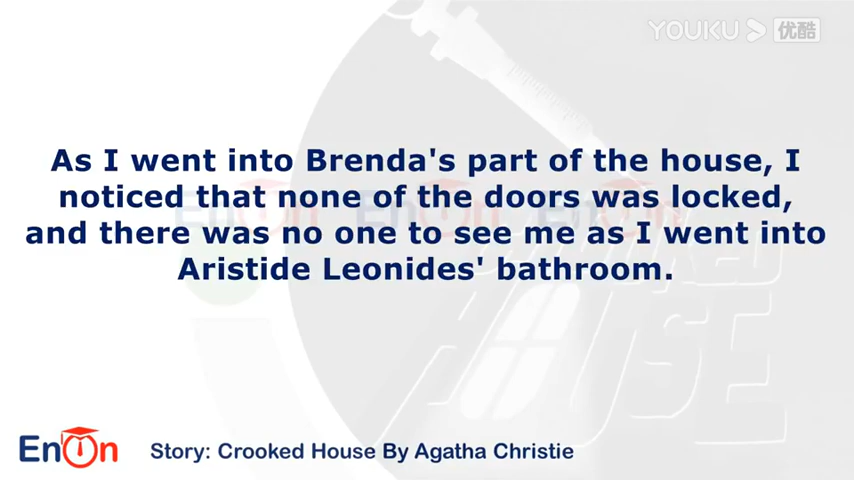 YOUKU 优酷
As I went into Brenda's part of the house, I
noticed that none of the doors was locked,
and there was no one to see me as I went into
Aristide Leonides' bathroom.
HOUSE
EnOn
Story: Crooked House By Agatha Christie